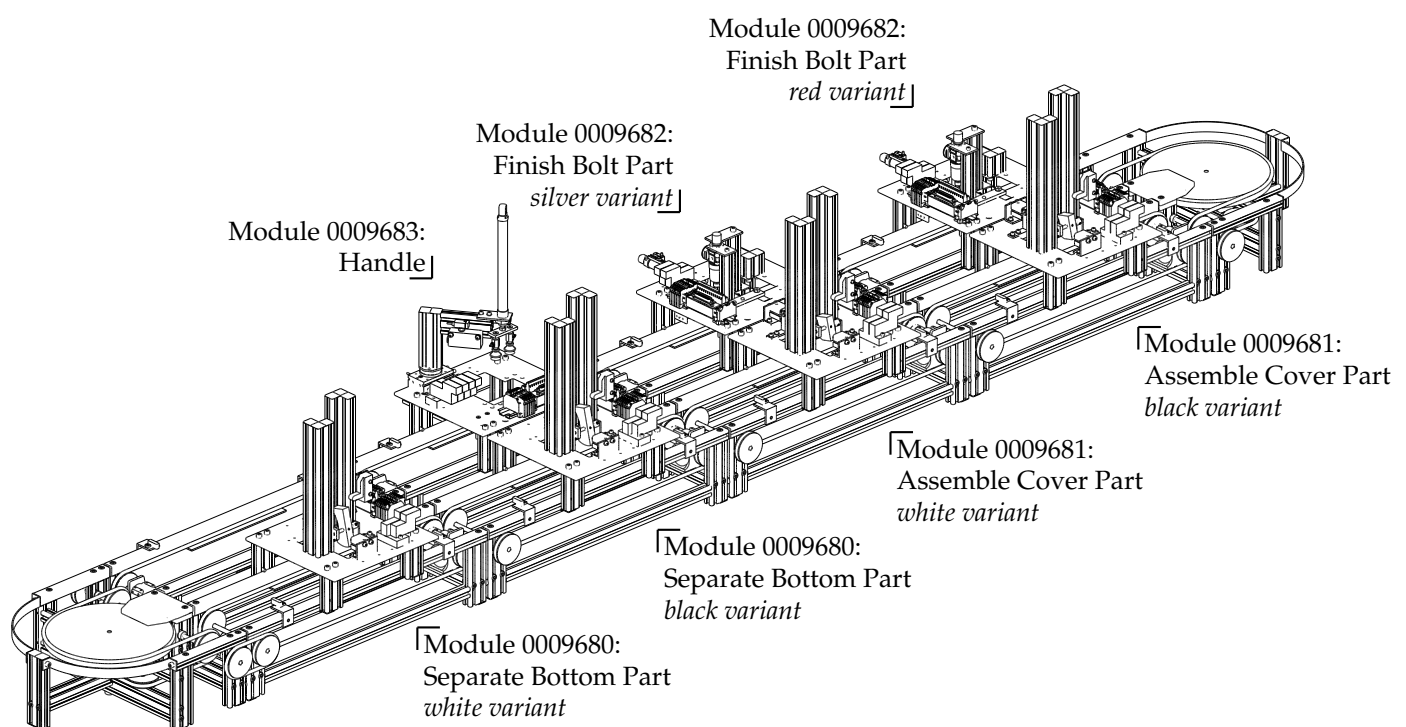 Module 0009682:
Finish Bolt Part
red variant
Module 0009682:
Finish Bolt Part
silver variant
Module 0009683:
Handle
Module 0009681:
Assemble Cover Part
black variant
Module 0009681:
Assemble Cover Part
white variant
Module 0009680:
Separate Bottom Part
black variant
Module 0009680:
Separate Bottom Part
white variant